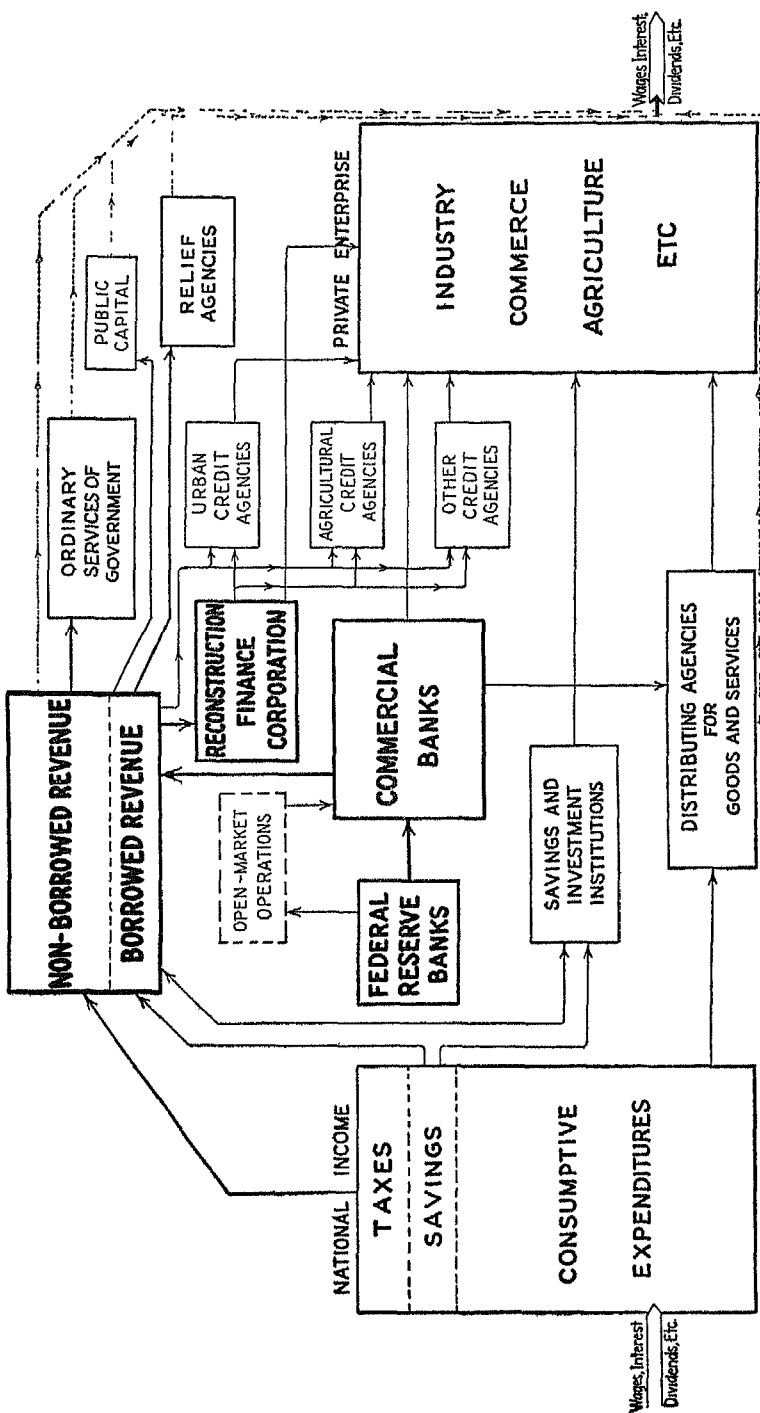 Wages, Interest
Dividends, Etc.
NATIONAL INCOME
TAXES
SAVINGS
CONSUMPTIVE
EXPENDITURES
NON-BORROWED REVENUE
BORROWED REVENUE
OPEN-MARKET
OPERATIONS
FEDERAL
RESERVE
BANKS
COMMERCIAL
BANKS
RECONSTRUCTION
FINANCE
CORPORATION
SAVINGS AND
INVESTMENT
INSTITUTIONS
DISTRIBUTING AGENCIES
FOR
GOODS AND SERVICES
ORDINARY
SERVICES OF
GOVERNMENT
PUBLIC
CAPITAL
RELIEF
AGENCIES
URBAN
CREDIT
AGENCIES
AGRICULTURAL
CREDIT
AGENCIES
OTHER
CREDIT
AGENCIES
PRIVATE ENTERPRISE
INDUSTRY
COMMERCE
AGRICULTURE
ETC
Wages Interest
Dividends, Etc.